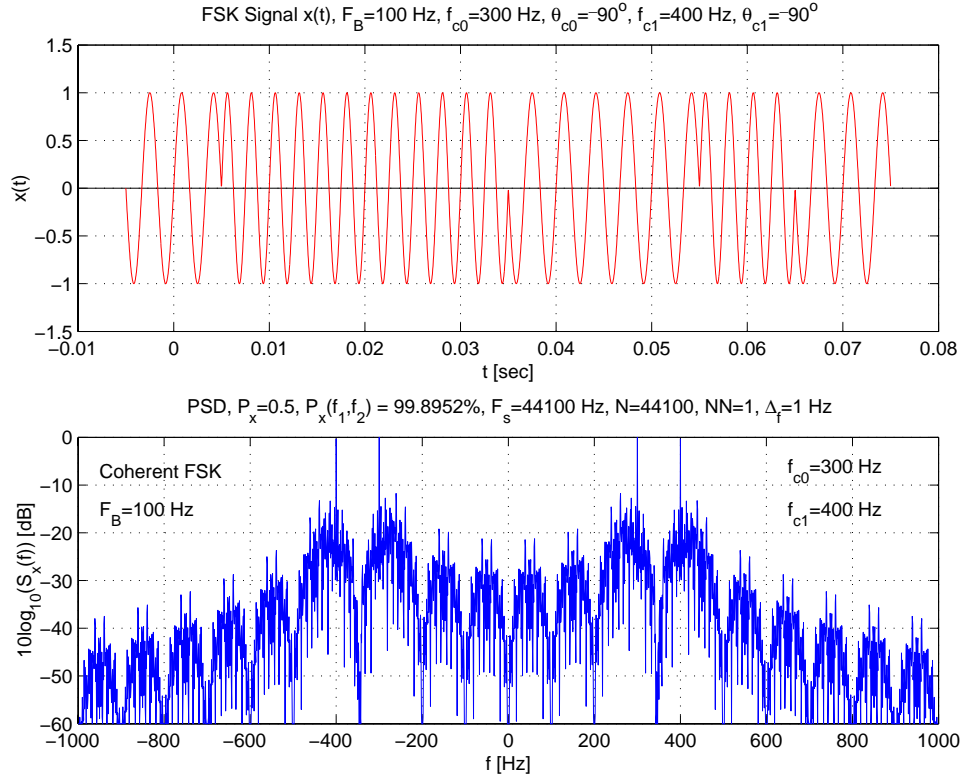 FSK Signal x(t), F_B=100 Hz, f_c0=300 Hz, θ_c0=−90°, f_c1=400 Hz, θ_c1=−90°
1.5
1
0.5
0
−0.5
−1
−1.5
x(t)
−0.01 0 0.01 0.02 0.03 0.04 0.05 0.06 0.07 0.08
t [sec]
PSD, P_x=0.5, P_x(f_1,f_2) = 99.8952%, F_s=44100 Hz, N=44100, NN=1, Δ_f=1 Hz
0
−10
−20
−30
−40
−50
−60
10log_10(S_x(f)) [dB]
Coherent FSK
F_B=100 Hz
f_c0=300 Hz
f_c1=400 Hz
−1000 −800 −600 −400 −200 0 200 400 600 800 1000
f [Hz]